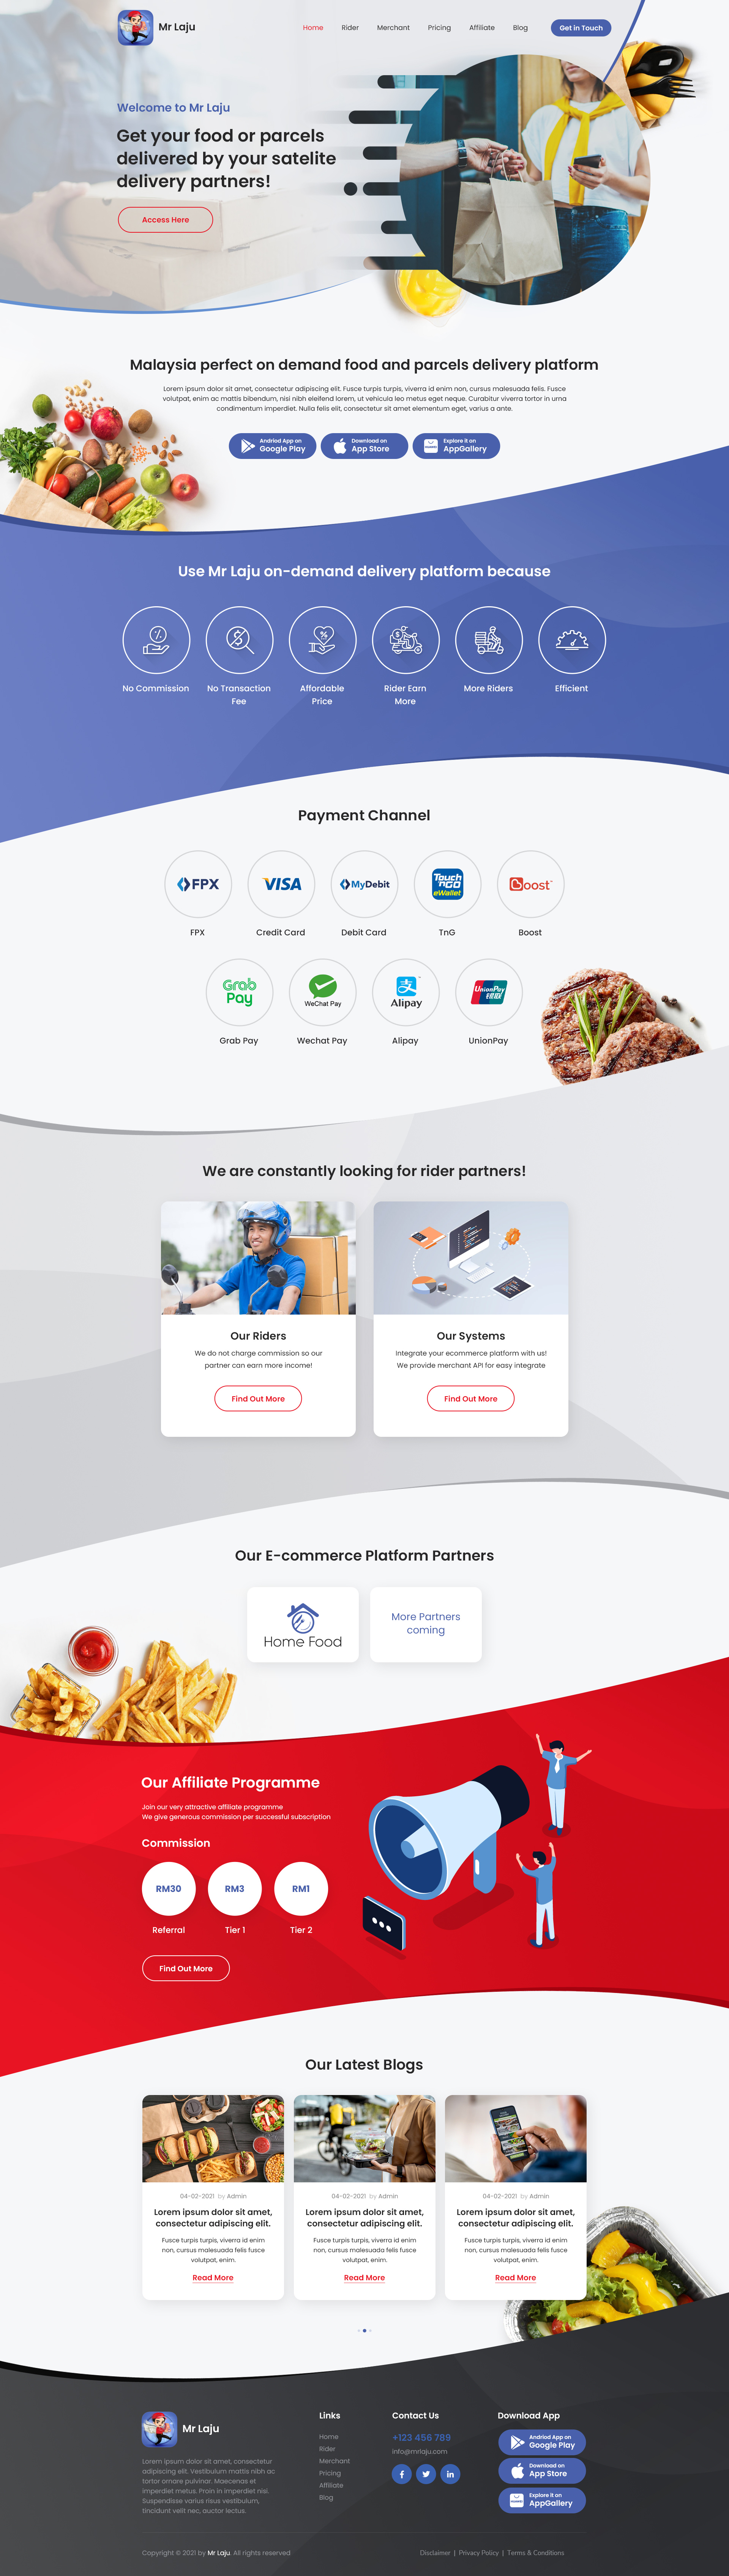 Mr Laju
Home
Rider
Merchant
Pricing
Affiliate
Blog
Get in Touch
Welcome to Mr Laju
Get your food or parcels
delivered by your satelite
delivery partners!
Access Here
Malaysia perfect on demand food and parcels delivery platform
Lorem ipsum dolor sit amet, consectetur adipiscing elit. Fusce turpis turpis, viverra id enim non, cursus malesuada felis. Fusce
volutpat, enim ac mattis bibendum, nisi nibh eleifend lorem, ut vehicula leo metus eget neque. Curabitur viverra tortor in urna
condimentum imperdiet. Nulla felis elit, consectetur sit amet elementum eget, varius a ante.
Andriod App on
Google Play
Download on
App Store
Explore it on
AppGallery
Use Mr Laju on-demand delivery platform because
No Commission
No Transaction
Fee
Affordable
Price
Rider Earn
More
More Riders
Efficient
Payment Channel
FPX
VISA
MyDebit
Touch
'n GO
eWallet
Boost
FPX
Credit Card
Debit Card
TnG
Boost
Grab
Pay
WeChat Pay
Alipay
UnionPay
银联
Grab Pay
Wechat Pay
Alipay
UnionPay
We are constantly looking for rider partners!
Our Riders
We do not charge commission so our
partner can earn more income!
Find Out More
Our Systems
Integrate your ecommerce platform with us!
We provide merchant API for easy integrate
Find Out More
Our E-commerce Platform Partners
Home Food
More Partners
coming
Our Affiliate Programme
Join our very attractive affiliate programme
We give generous commission per successful subscription
Commission
RM30
RM3
RM1
Referral
Tier 1
Tier 2
Find Out More
Our Latest Blogs
04-02-2021 by Admin
Lorem ipsum dolor sit amet,
consectetur adipiscing elit.
Fusce turpis turpis, viverra id enim
non, cursus malesuada felis fusce
volutpat, enim.
Read More
04-02-2021 by Admin
Lorem ipsum dolor sit amet,
consectetur adipiscing elit.
Fusce turpis turpis, viverra id enim
non, cursus malesuada felis fusce
volutpat, enim.
Read More
04-02-2021 by Admin
Lorem ipsum dolor sit amet,
consectetur adipiscing elit.
Fusce turpis turpis, viverra id enim
non, cursus malesuada felis fusce
volutpat, enim.
Read More
Mr Laju
Lorem ipsum dolor sit amet, consectetur
adipiscing elit. Vestibulum mattis nibh ac
tortor ornare pulvinar. Maecenas et
imperdiet metus. Proin in imperdiet nisi.
Suspendisse varius risus vestibulum,
tincidunt velit nec, auctor lectus.
Links
Home
Rider
Merchant
Pricing
Affiliate
Blog
Contact Us
+123 456 789
info@mrlaju.com
Download App
Andriod App on
Google Play
Download on
App Store
Explore it on
AppGallery
Copyright © 2021 by Mr Laju. All rights reserved
Disclaimer | Privacy Policy | Terms & Conditions